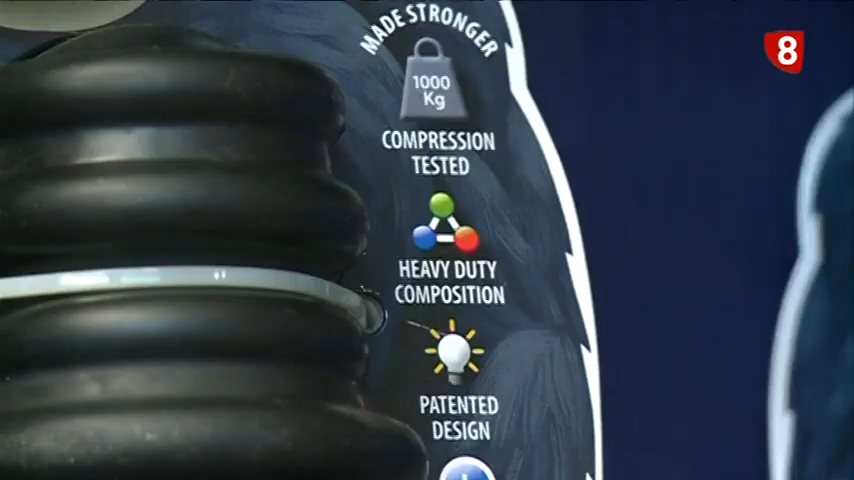 MADE STRONGER
8
1000
Kg
COMPRESSION
TESTED
HEAVY DUTY
COMPOSITION
PATENTED
DESIGN